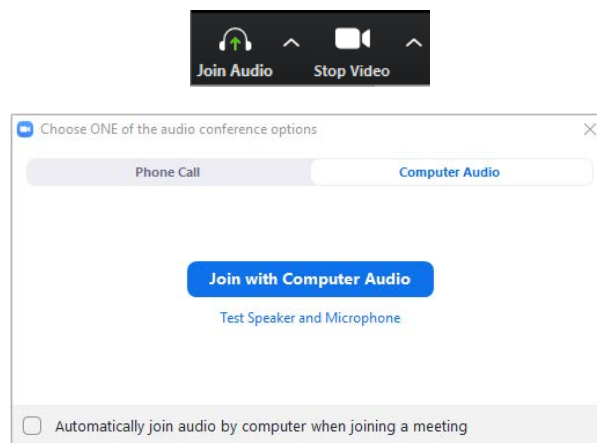 Join Audio Stop Video
Choose ONE of the audio conference options
Phone Call Computer Audio
Join with Computer Audio
Test Speaker and Microphone
Automatically join audio by computer when joining a meeting